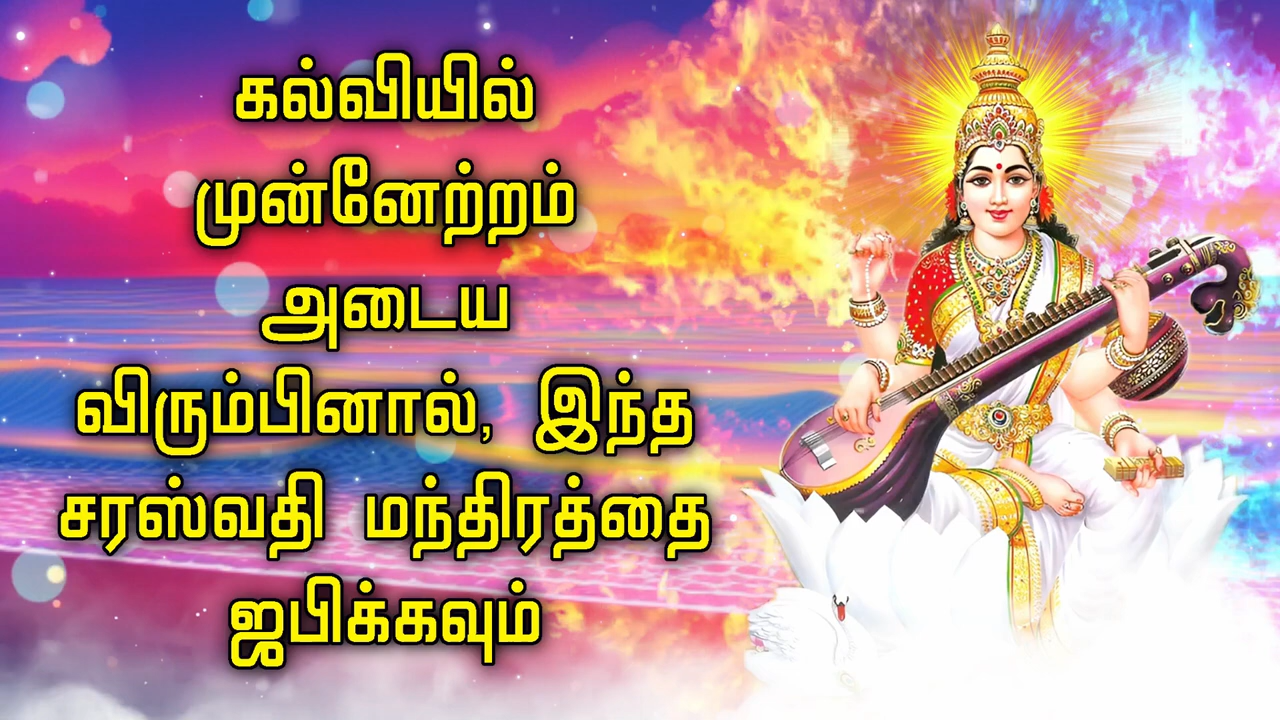 கல்வியில்
முன்னேற்றம்
அடைய
விரும்பினால், இந்த
சரஸ்வதி மந்திரத்தை
ஜபிக்கவும்